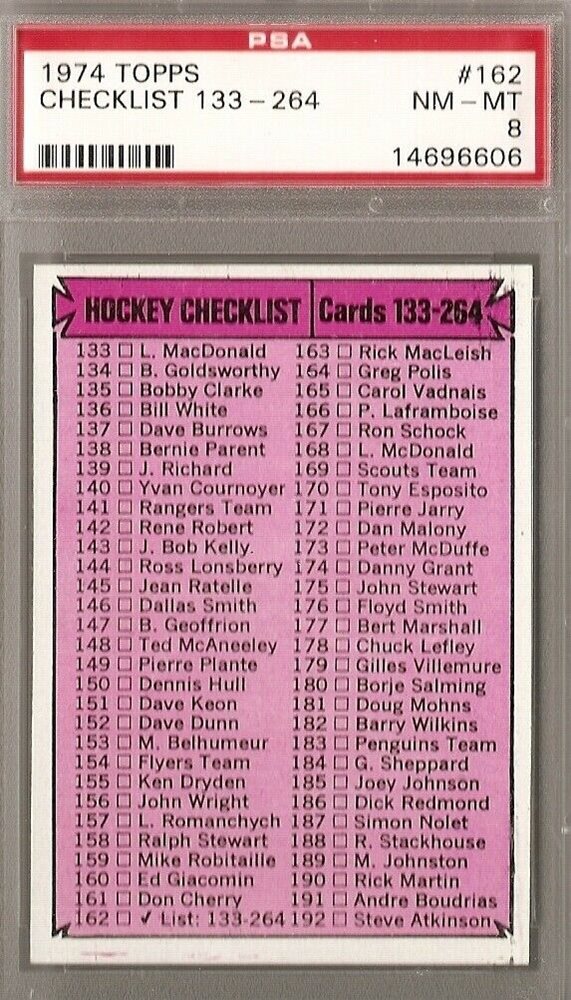 PSA
1974 TOPPS #162
CHECKLIST 133 - 264 NM - MT
8
14696606
HOCKEY CHECKLIST Cards 133-264
133 L. MacDonald
134 B. Goldsworthy
135 Bobby Clarke
136 Bill White
137 Dave Burrows
138 Bernie Parent
139 J. Richard
140 Yvan Cournoyer
141 Rangers Team
142 Rene Robert
143 J. Bob Kelly.
144 Ross Lonsberry
145 Jean Ratelle
146 Dallas Smith
147 B. Geoffrion
148 Ted McAneeley
149 Pierre Plante
150 Dennis Hull
151 Dave Keon
152 Dave Dunn
153 M. Belhumeur
154 Flyers Team
155 Ken Dryden
156 John Wright
157 L. Romanchych
158 Ralph Stewart
159 Mike Robitaille
160 Ed Giacomin
161 Don Cherry
162 ✓ List: 133-264
163 Rick MacLeish
164 Greg Polis
165 Carol Vadnais
166 P. Laframboise
167 Ron Schock
168 L. McDonald
169 Scouts Team
170 Tony Esposito
171 Pierre Jarry
172 Dan Malony
173 Peter McDuffe
174 Danny Grant
175 John Stewart
176 Floyd Smith
177 Bert Marshall
178 Chuck Lefley
179 Gilles Villemure
180 Borje Salming
181 Doug Mohns
182 Barry Wilkins
183 Penguins Team
184 G. Sheppard
185 Joey Johnson
186 Dick Redmond
187 Simon Nolet
188 R. Stackhouse
189 M. Johnston
190 Rick Martin
191 Andre Boudrias
192 Steve Atkinson